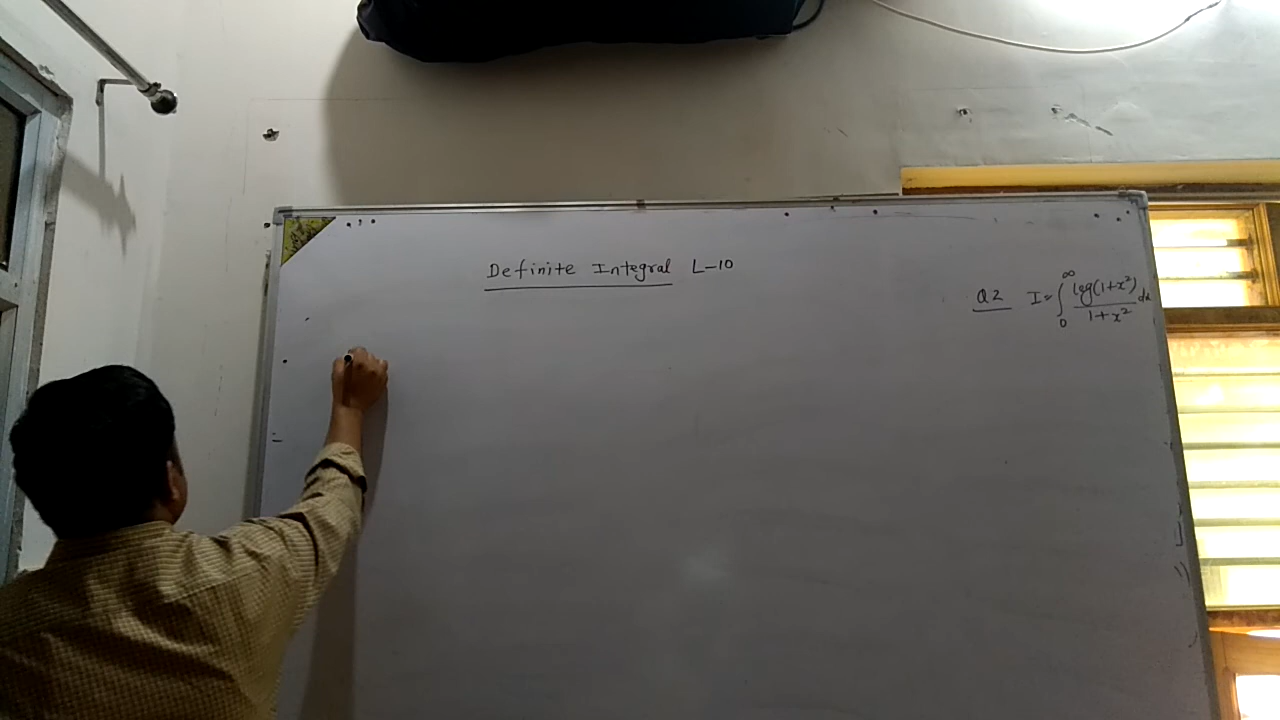 Definite Integral L-10
Q2 I = ∫₀^∞ log(1+x²)/(1+x²) dx